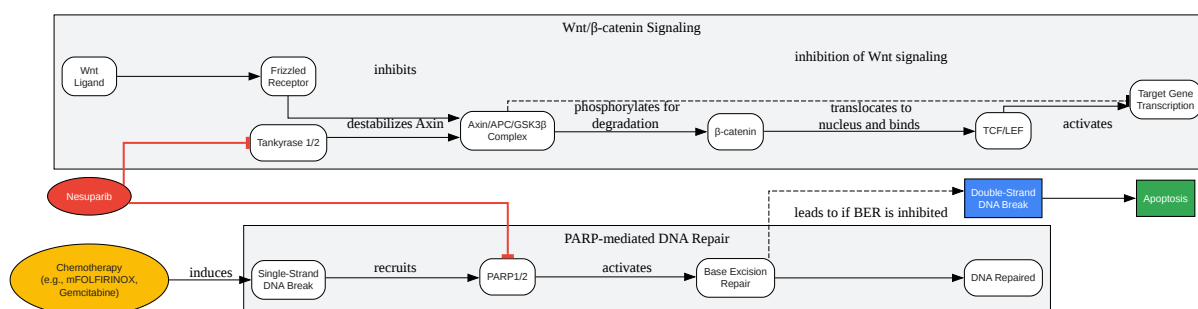 Wnt/β-catenin Signaling
Wnt
Ligand
Frizzled
Receptor
inhibits
inhibition of Wnt signaling
Target Gene
Transcription
destabilizes Axin
Tankyrase 1/2
Axin/APC/GSK3β
Complex
phosphorylates for
degradation
β-catenin
translocates to
nucleus and binds
TCF/LEF
activates
Nesuparib
Double-Strand
DNA Break
Apoptosis
leads to if BER is inhibited
PARP-mediated DNA Repair
Chemotherapy
(e.g., mFOLFIRINOX,
Gemcitabine)
induces
Single-Strand
DNA Break
recruits
PARP1/2
activates
Base Excision
Repair
DNA Repaired